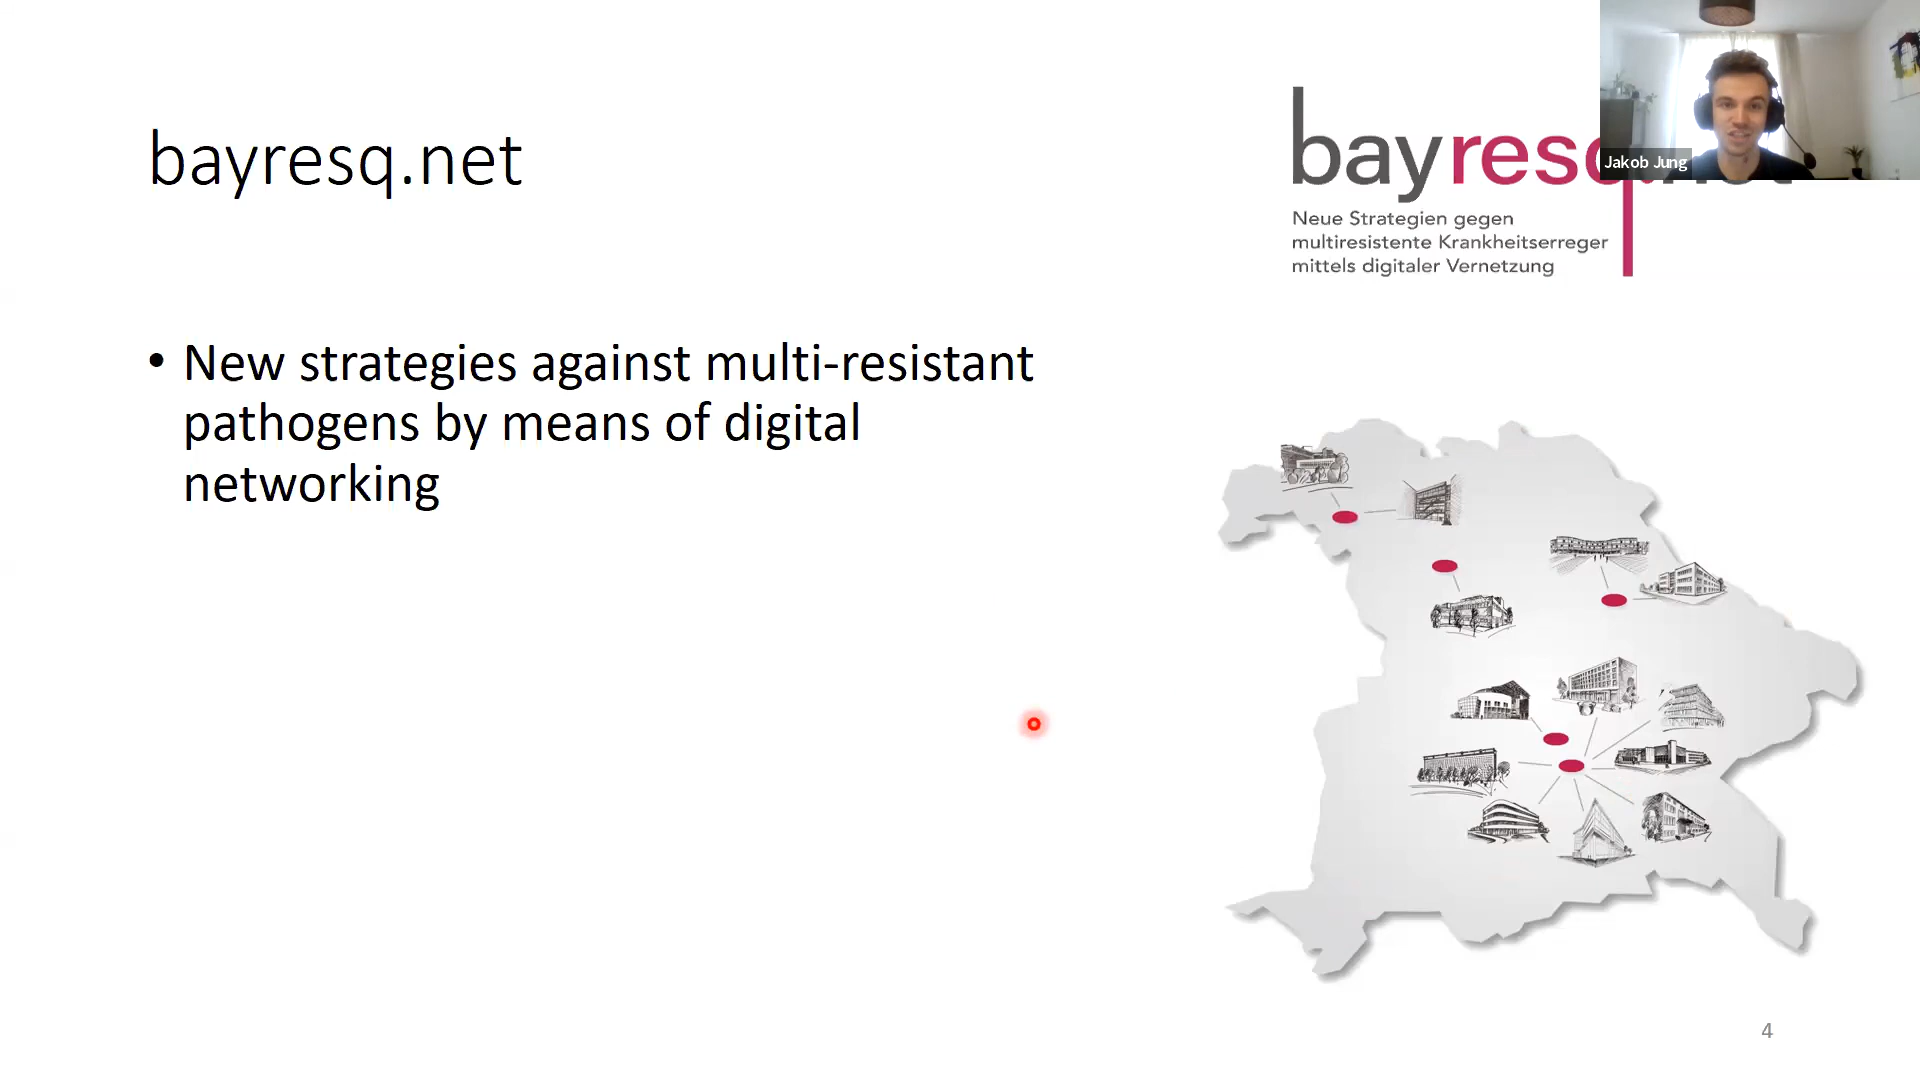 bayresq.net
bayresq.net
Jakob Jung
Neue Strategien gegen
multiresistente Krankheitserreger
mittels digitaler Vernetzung
• New strategies against multi-resistant
pathogens by means of digital
networking
4